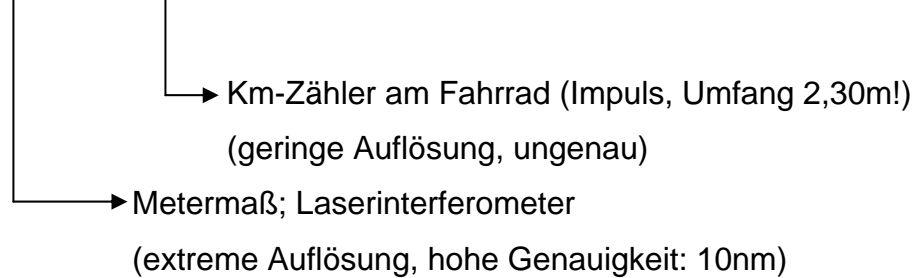 Km-Zähler am Fahrrad (Impuls, Umfang 2,30m!)
(geringe Auflösung, ungenau)
Metermaß; Laserinterferometer
(extreme Auflösung, hohe Genauigkeit: 10nm)